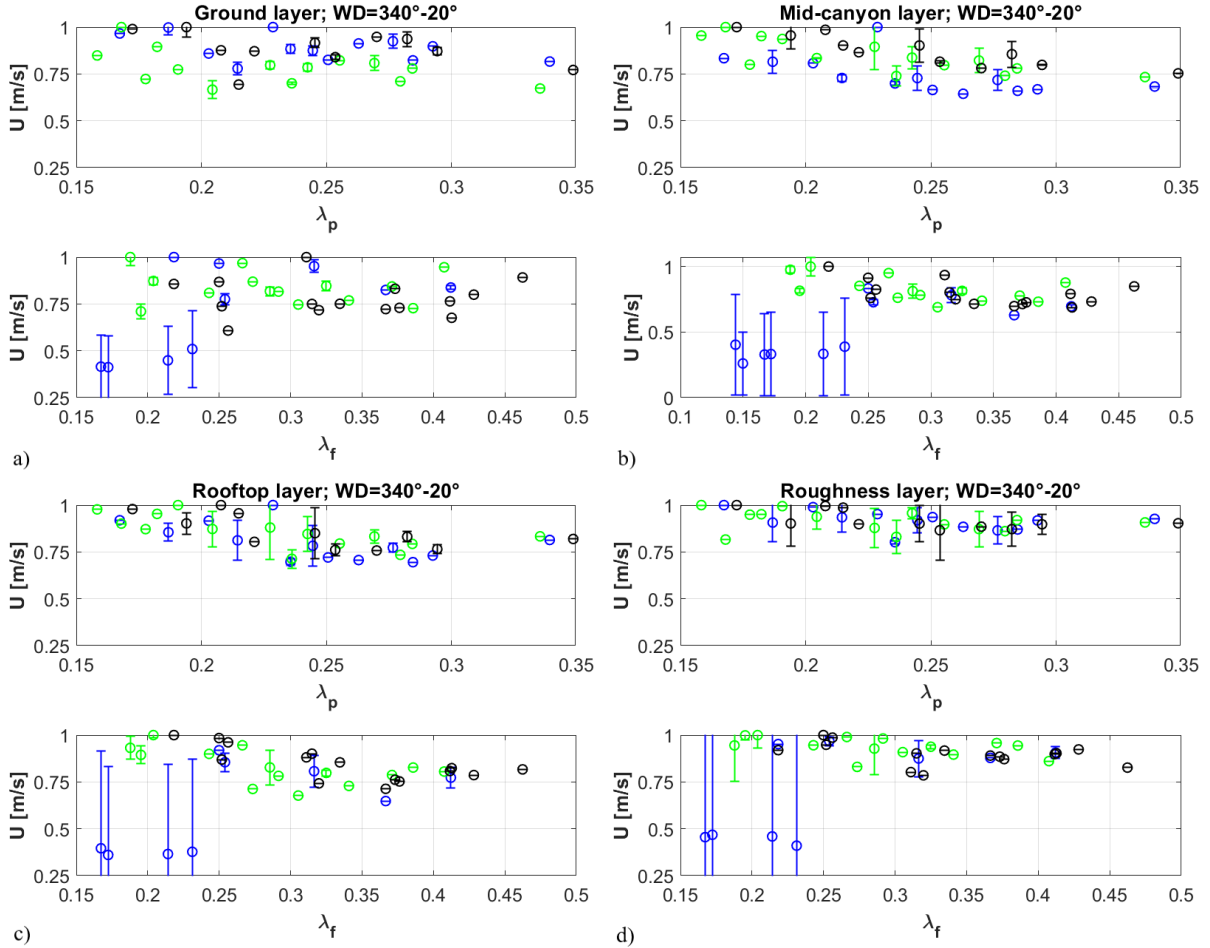 Ground layer; WD=340°-20°
1
0.75
0.5
0.25
U [m/s]
0.15 0.2 0.25 0.3 0.35
λp
1
0.75
0.5
0.25
U [m/s]
0.15 0.2 0.25 0.3 0.35 0.4 0.45 0.5
λf
a)
Mid-canyon layer; WD=340°-20°
1
0.75
0.5
0.25
U [m/s]
0.15 0.2 0.25 0.3 0.35
λp
1
0.5
0
U [m/s]
0.1 0.15 0.2 0.25 0.3 0.35 0.4 0.45 0.5
λf
b)
Rooftop layer; WD=340°-20°
1
0.75
0.5
0.25
U [m/s]
0.15 0.2 0.25 0.3 0.35
λp
1
0.75
0.5
0.25
U [m/s]
0.15 0.2 0.25 0.3 0.35 0.4 0.45 0.5
λf
c)
Roughness layer; WD=340°-20°
1
0.75
0.5
0.25
U [m/s]
0.15 0.2 0.25 0.3 0.35
λp
1
0.75
0.5
0.25
U [m/s]
0.15 0.2 0.25 0.3 0.35 0.4 0.45 0.5
λf
d)